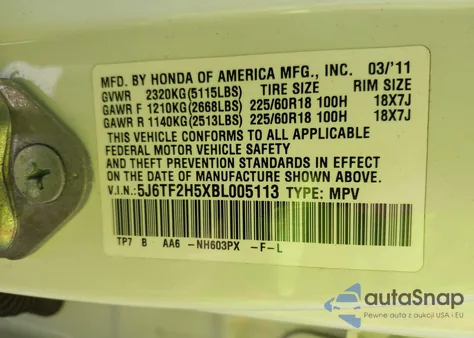 MFD. BY HONDA OF AMERICA MFG., INC. 03/'11
GVWR 2320KG(5115LBS) TIRE SIZE RIM SIZE
GAWR F 1210KG(2668LBS) 225/60R18 100H 18X7J
GAWR R 1140KG(2513LBS) 225/60R18 100H 18X7J
THIS VEHICLE CONFORMS TO ALL APPLICABLE
FEDERAL MOTOR VEHICLE SAFETY
AND THEFT PREVENTION STANDARDS IN EFFECT
ON THE DATE OF MANUFACTURE SHOWN ABOVE.
V.I.N: 5J6TF2H5XBL005113 TYPE: MPV
TP7 B AA6 -NH603PX -F-L
autoSnap
Pewne auta z aukcji USA i EU